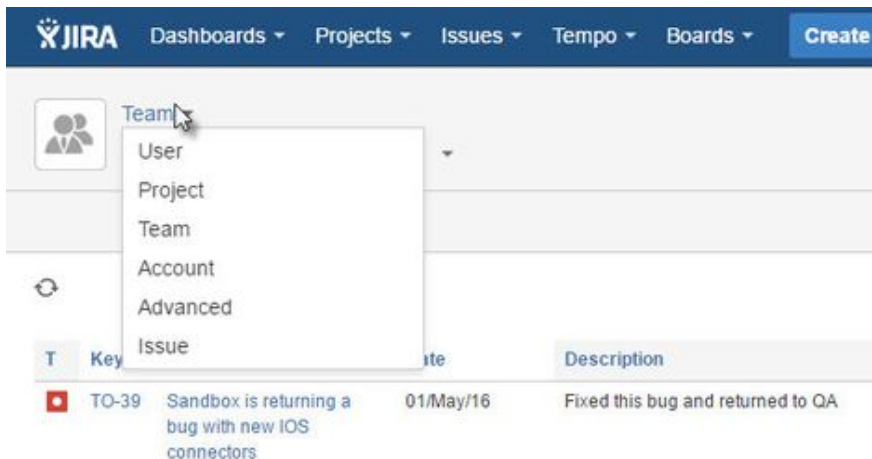 JIRA Dashboards Projects Issues Tempo Boards Create
Team
User
Project
Team
Account
Advanced
Issue
T Key Description
TO-39 Sandbox is returning a 01/May/16 Fixed this bug and returned to QA
bug with new IOS
connectors